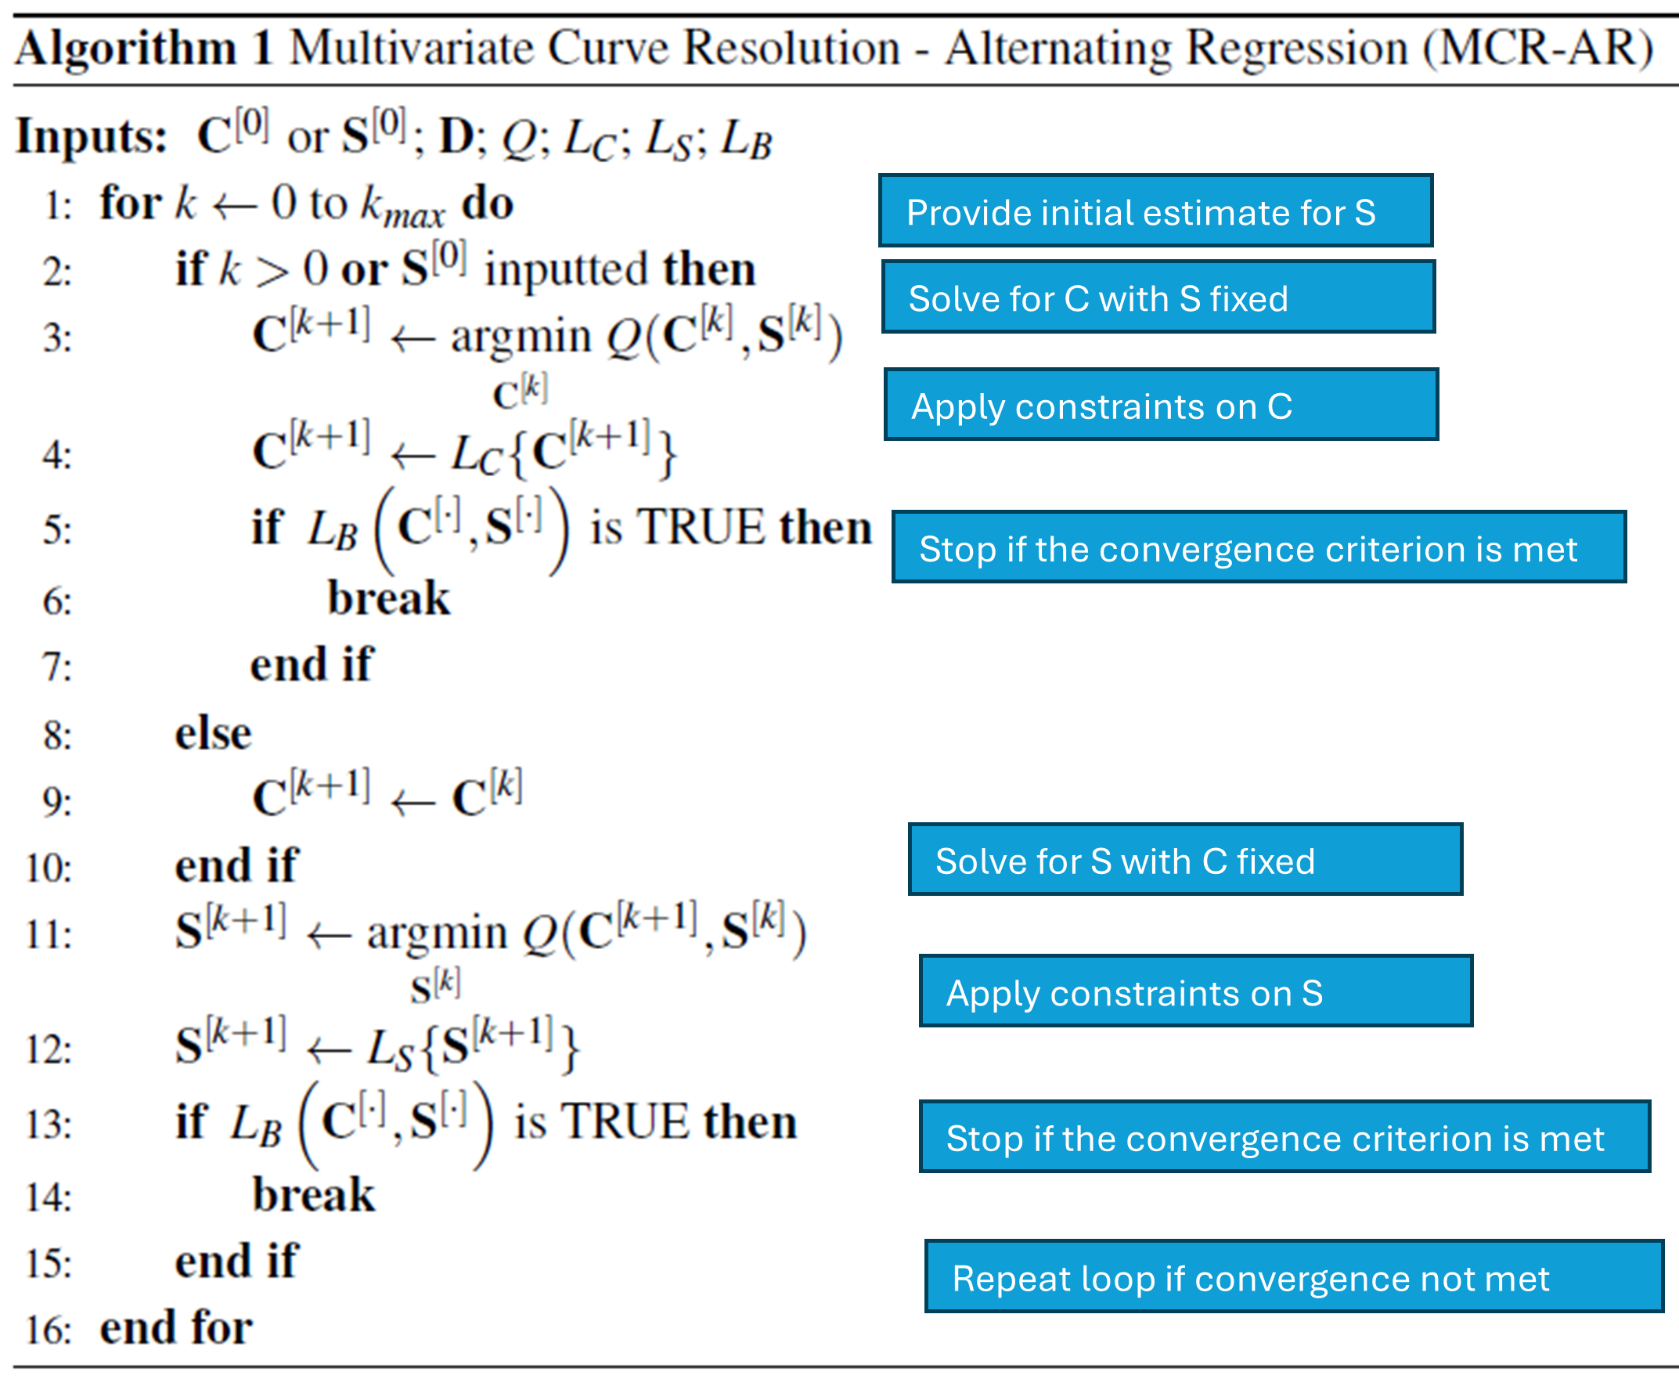 Algorithm 1 Multivariate Curve Resolution - Alternating Regression (MCR-AR)
Inputs: C^[0] or S^[0]; D; Q; L_C; L_S; L_B
1: for k ← 0 to k_max do
Provide initial estimate for S
2: if k > 0 or S^[0] inputted then
Solve for C with S fixed
3: C^[k+1] ← argmin Q(C^[k], S^[k])
C^[k]
Apply constraints on C
4: C^[k+1] ← L_C{C^[k+1]}
5: if L_B(C^[·], S^[·]) is TRUE then
Stop if the convergence criterion is met
6: break
7: end if
8: else
9: C^[k+1] ← C^[k]
Solve for S with C fixed
10: end if
11: S^[k+1] ← argmin Q(C^[k+1], S^[k])
S^[k]
Apply constraints on S
12: S^[k+1] ← L_S{S^[k+1]}
13: if L_B(C^[·], S^[·]) is TRUE then
Stop if the convergence criterion is met
14: break
15: end if
Repeat loop if convergence not met
16: end for